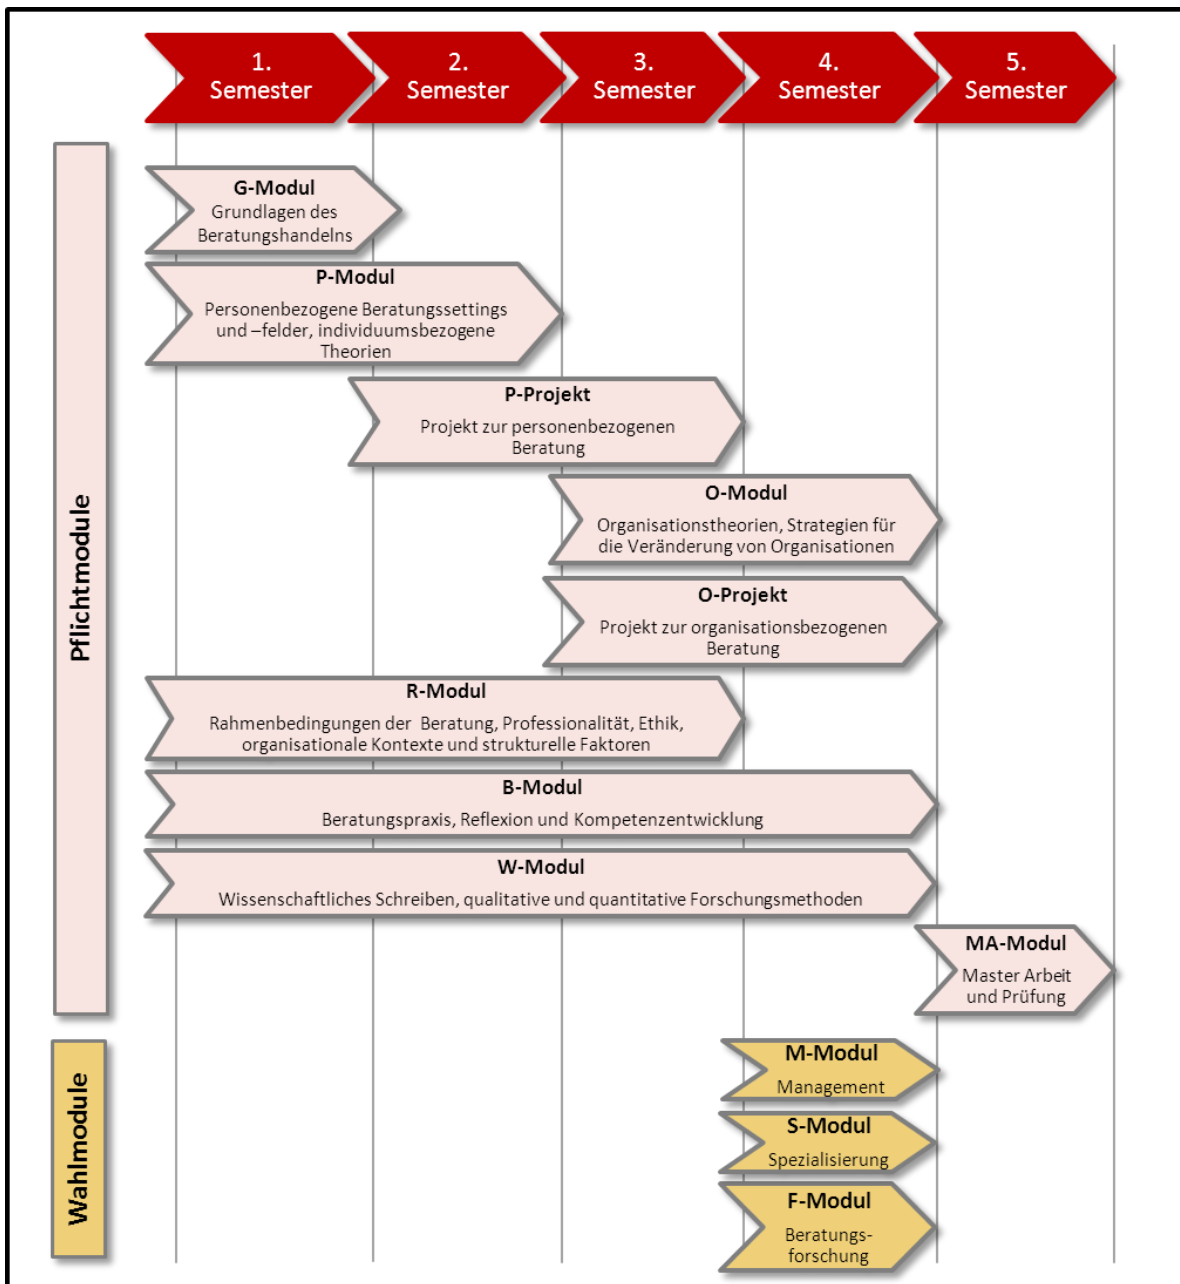 1.
Semester
2.
Semester
3.
Semester
4.
Semester
5.
Semester
Pflichtmodule
G-Modul
Grundlagen des
Beratungshandelns
P-Modul
Personenbezogene Beratungssettings
und –felder, individuumsbezogene
Theorien
P-Projekt
Projekt zur personenbezogenen
Beratung
O-Modul
Organisationstheorien, Strategien für
die Veränderung von Organisationen
O-Projekt
Projekt zur organisationsbezogenen
Beratung
R-Modul
Rahmenbedingungen der Beratung, Professionalität, Ethik,
organisationale Kontexte und strukturelle Faktoren
B-Modul
Beratungspraxis, Reflexion und Kompetenzentwicklung
W-Modul
Wissenschaftliches Schreiben, qualitative und quantitative Forschungsmethoden
MA-Modul
Master Arbeit
und Prüfung
Wahlmodule
M-Modul
Management
S-Modul
Spezialisierung
F-Modul
Beratungs-
forschung